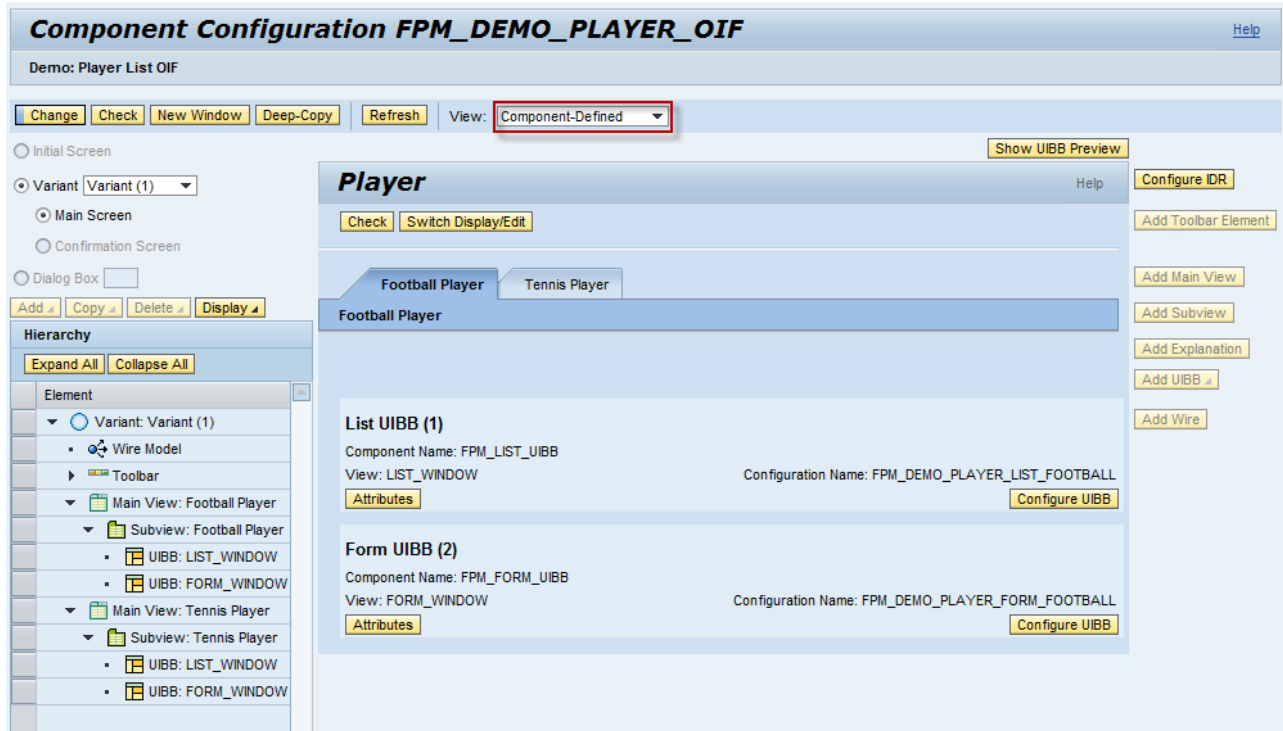 Component Configuration FPM_DEMO_PLAYER_OIF
Help
Demo: Player List OIF
Change Check New Window Deep-Copy Refresh View: Component-Defined
Initial Screen
Variant Variant (1)
Main Screen
Confirmation Screen
Dialog Box
Add Copy Delete Display
Hierarchy
Expand All Collapse All
Element
Variant: Variant (1)
Wire Model
Toolbar
Main View: Football Player
Subview: Football Player
UIBB: LIST_WINDOW
UIBB: FORM_WINDOW
Main View: Tennis Player
Subview: Tennis Player
UIBB: LIST_WINDOW
UIBB: FORM_WINDOW
Show UIBB Preview
Player
Help
Check Switch Display/Edit
Football Player Tennis Player
Football Player
List UIBB (1)
Component Name: FPM_LIST_UIBB
View: LIST_WINDOW Configuration Name: FPM_DEMO_PLAYER_LIST_FOOTBALL
Attributes Configure UIBB
Form UIBB (2)
Component Name: FPM_FORM_UIBB
View: FORM_WINDOW Configuration Name: FPM_DEMO_PLAYER_FORM_FOOTBALL
Attributes Configure UIBB
Configure IDR
Add Toolbar Element
Add Main View
Add Subview
Add Explanation
Add UIBB
Add Wire